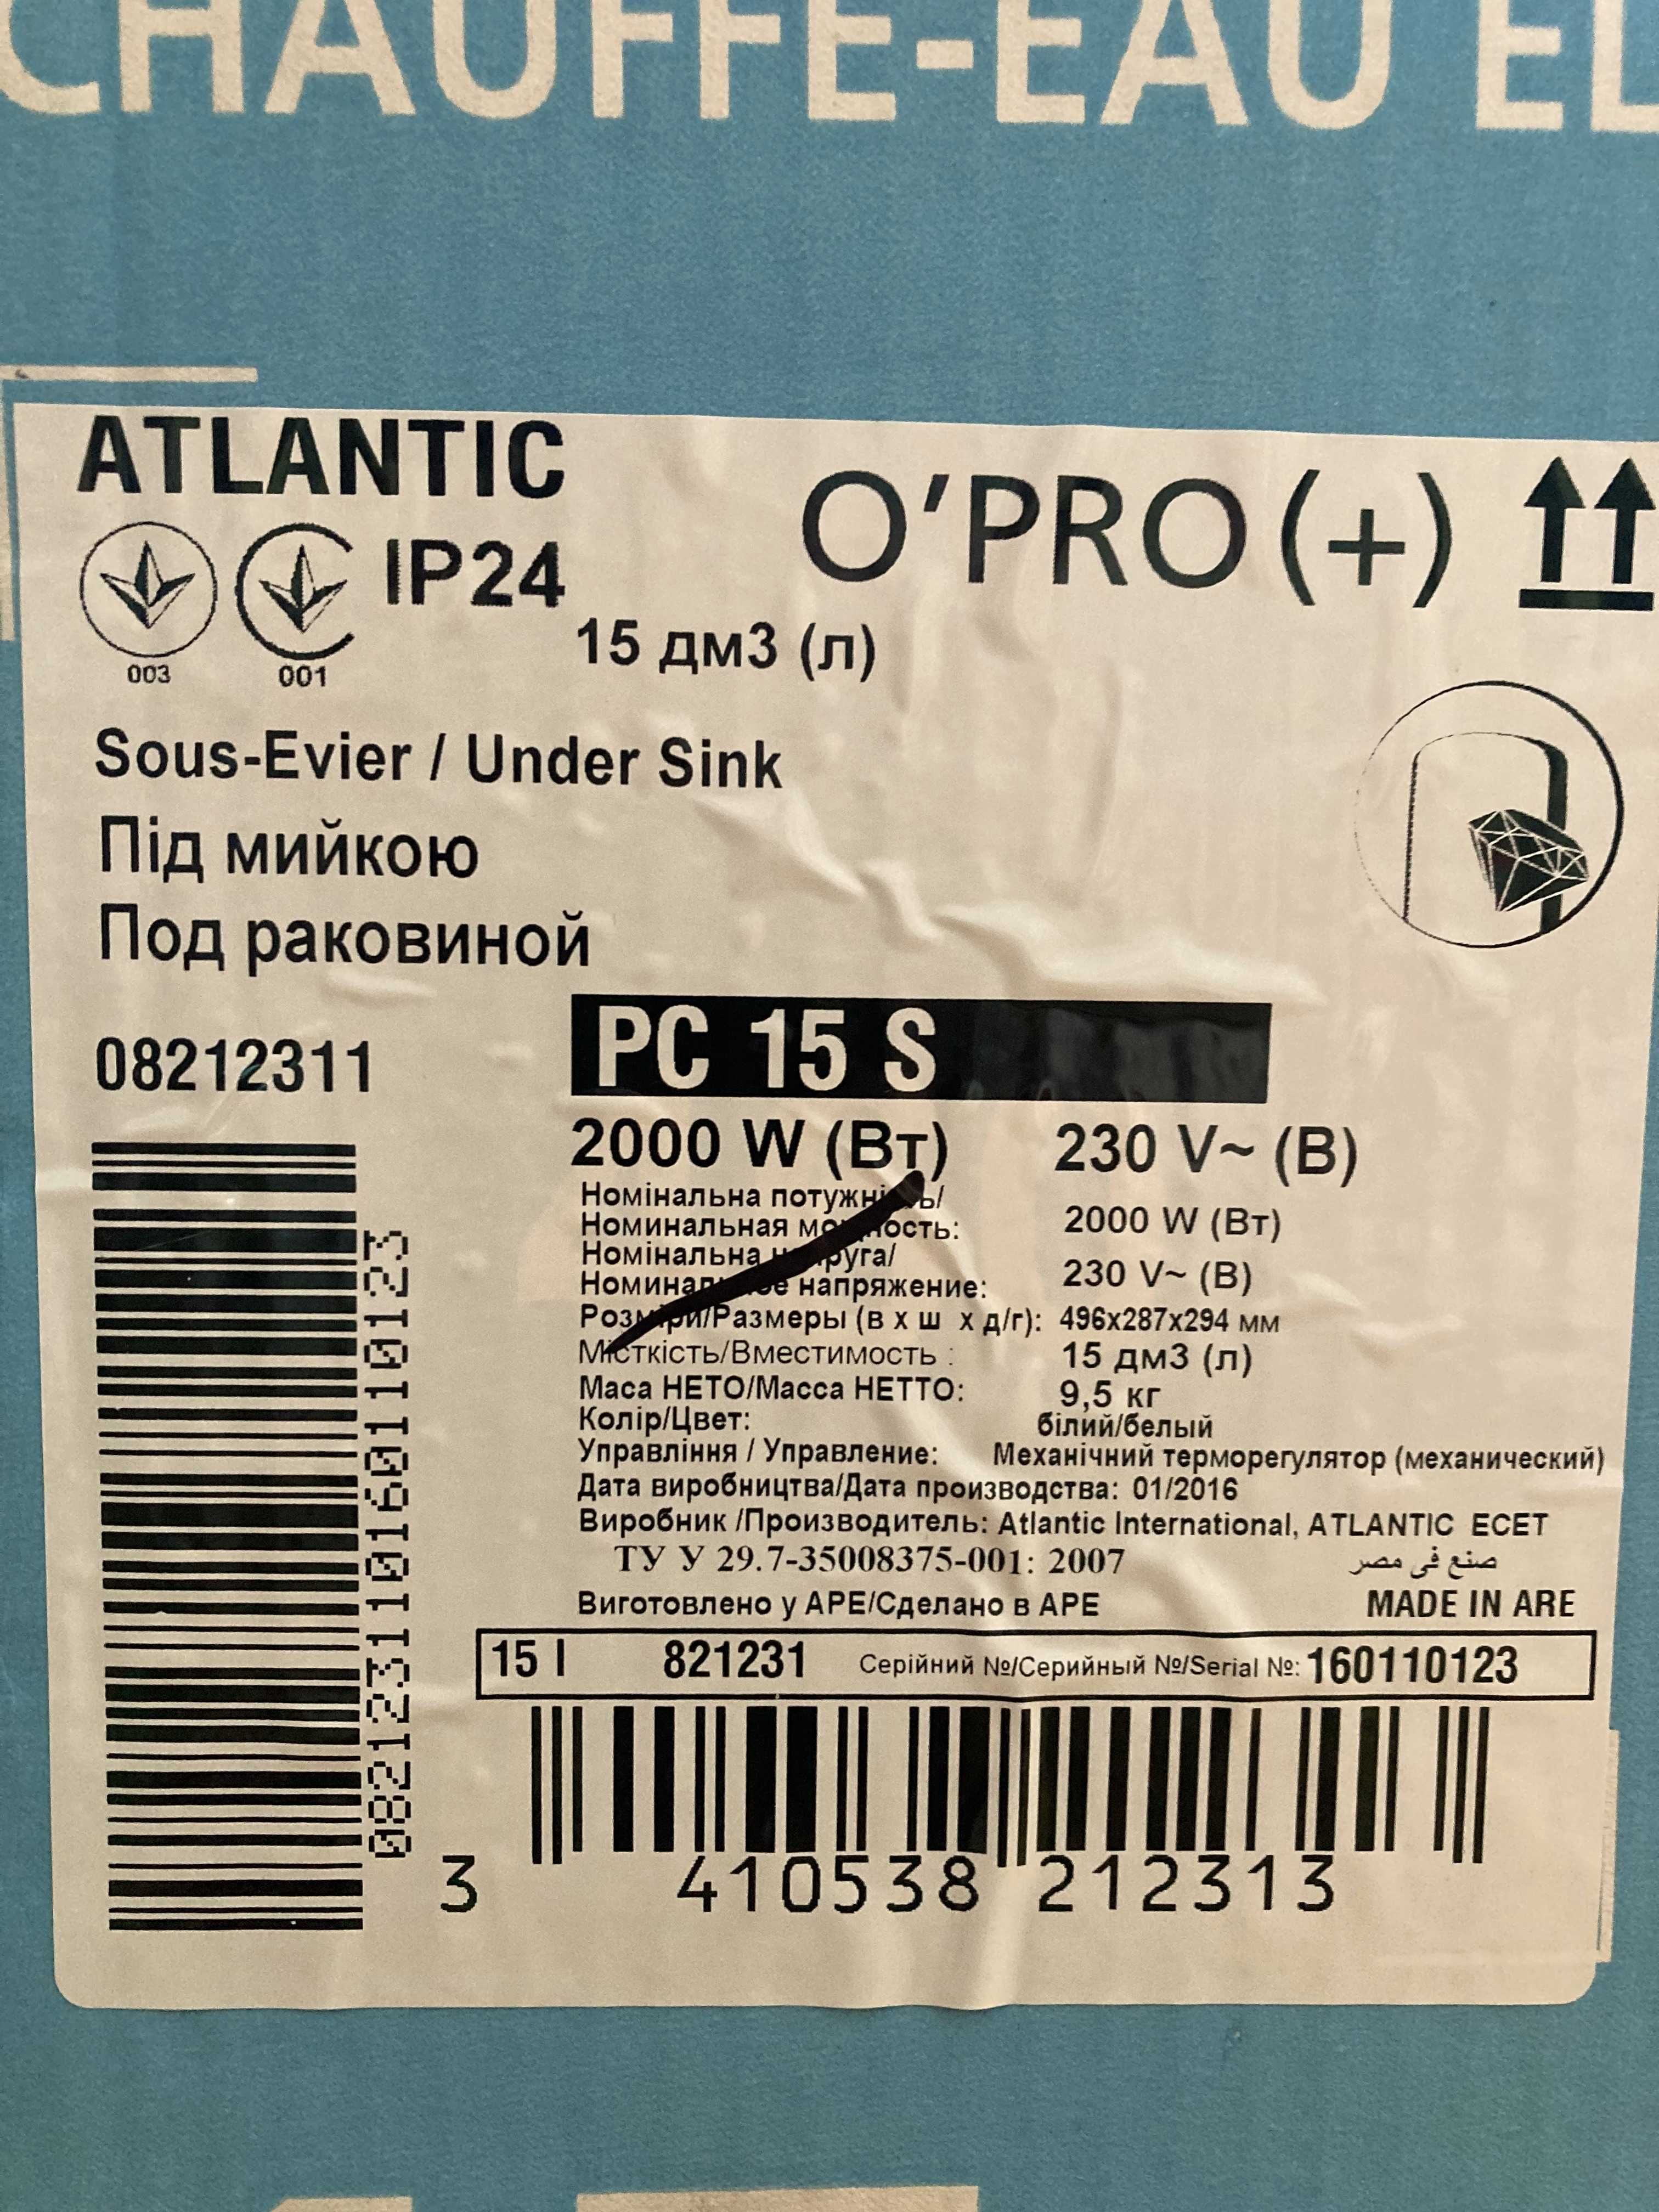 CHAUFFE-EAU EL
ATLANTIC
O'PRO (+)
IP24
003
001
15 дм3 (л)
Sous-Evier / Under Sink
Під мийкою
Под раковиной
08212311
PC 15 S
2000 W (Вт) 230 V~ (В)
Номінальна потужність/
Номинальная мощность: 2000 W (Вт)
Номінальна напруга/
Номинальное напряжение: 230 V~ (В)
Розміри/Размеры (в х ш х д/г): 496x287x294 мм
Місткість/Вместимость : 15 дм3 (л)
Маса НЕТО/Масса НЕТТО: 9,5 кг
Колір/Цвет: білий/белый
Управління / Управление: Механічний терморегулятор (механический)
Дата виробництва/Дата производства: 01/2016
Виробник /Производитель: Atlantic International, ATLANTIC ECET
ТУ У 29.7-35008375-001: 2007 صنع فى مصر
Виготовлено у АРЕ/Сделано в АРЕ MADE IN ARE
15 l 821231 Серійний №/Серийный №/Serial №: 160110123
082123110160110123
3 410538 212313